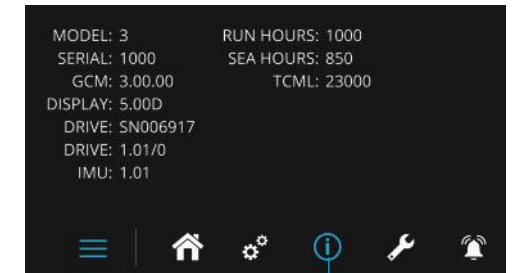 MODEL: 3 RUN HOURS: 1000
SERIAL: 1000 SEA HOURS: 850
GCM: 3.00.00 TCML: 23000
DISPLAY: 5.00D
DRIVE: SN006917
DRIVE: 1.01/0
IMU: 1.01